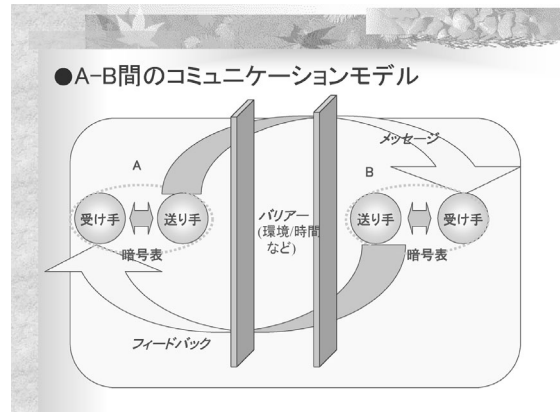 ●A-B間のコミュニケーションモデル
メッセージ
A
B
受け手
送り手
暗号表
バリアー
(環境/時間
など)
送り手
受け手
暗号表
フィードバック